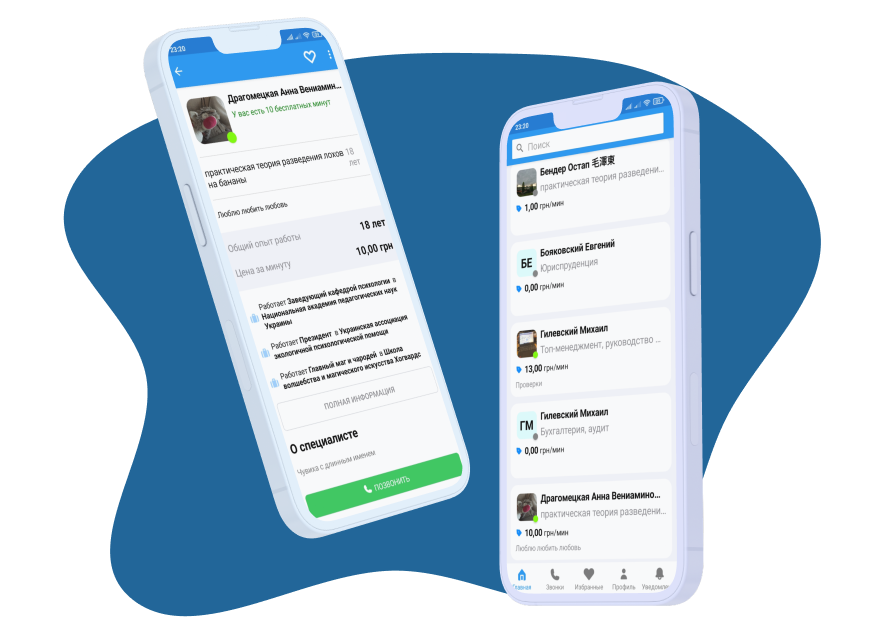 23:20
Драгомецкая Анна Вениамин...
У вас есть 10 бесплатных минут
практическая теория разведения лохов 18
на бананы лет
Люблю любить любовь
Общий опыт работы 18 лет
Цена за минуту 10,00 грн
Работает Заведующий кафедрой психологии в
Национальная академия педагогических наук
Украины
Работает Президент в Украинская ассоциация
экологичной психологической помощи
Работает Главный маг и чародей в Школа
волшебства и магического искусства Хогвардс
ПОЛНАЯ ИНФОРМАЦИЯ
О специалисте
Чувиха с длинным именем
ПОЗВОНИТЬ
23:20
Поиск
Бендер Остап 毛澤東
практическая теория разведени...
1,00 грн/мин
БЕ
Бояковский Евгений
Юриспруденция
0,00 грн/мин
Гилевский Михаил
Топ-менеджмент, руководство ...
13,00 грн/мин
Проверки
ГМ
Гилевский Михаил
Бухгалтерия, аудит
0,00 грн/мин
Драгомецкая Анна Вениамино...
практическая теория разведени...
10,00 грн/мин
Люблю любить любовь
Главная Звонки Избранные Профиль Уведомле